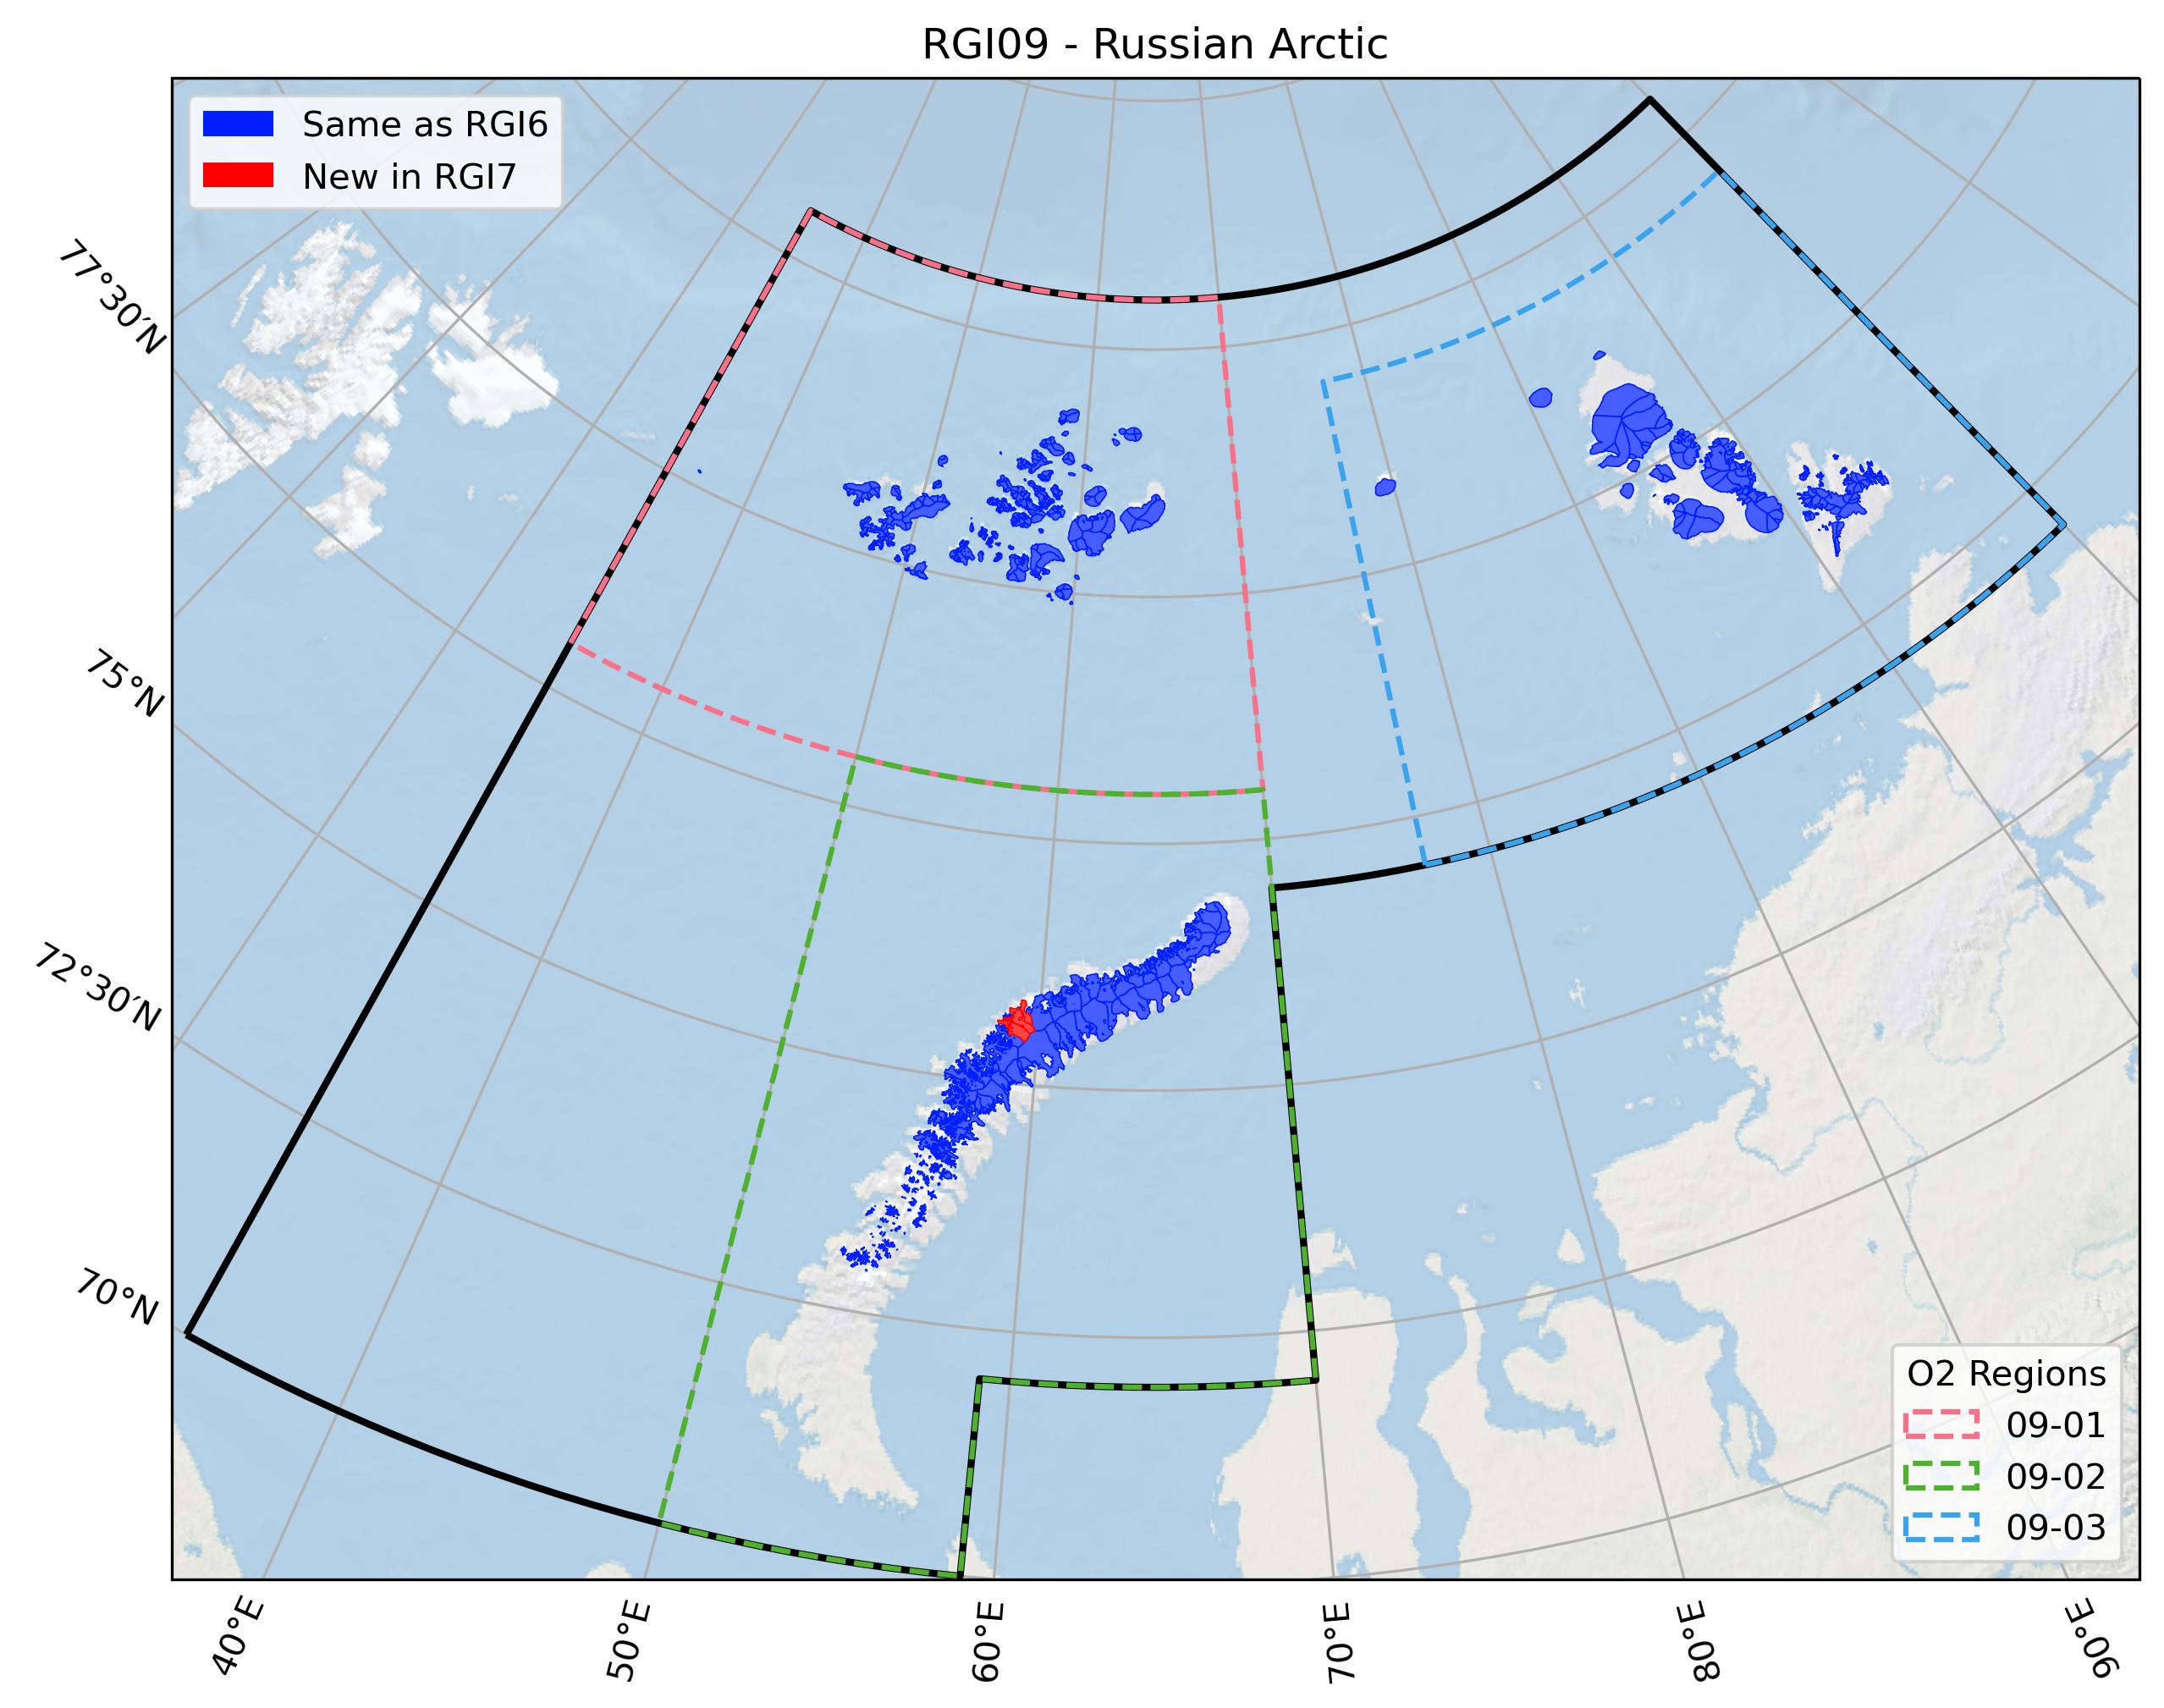 RGI09 - Russian Arctic
Same as RGI6
New in RGI7
77°30′N
75°N
72°30′N
70°N
O2 Regions
09-01
09-02
09-03
40°E
50°E
60°E
70°E
80°E
90°E